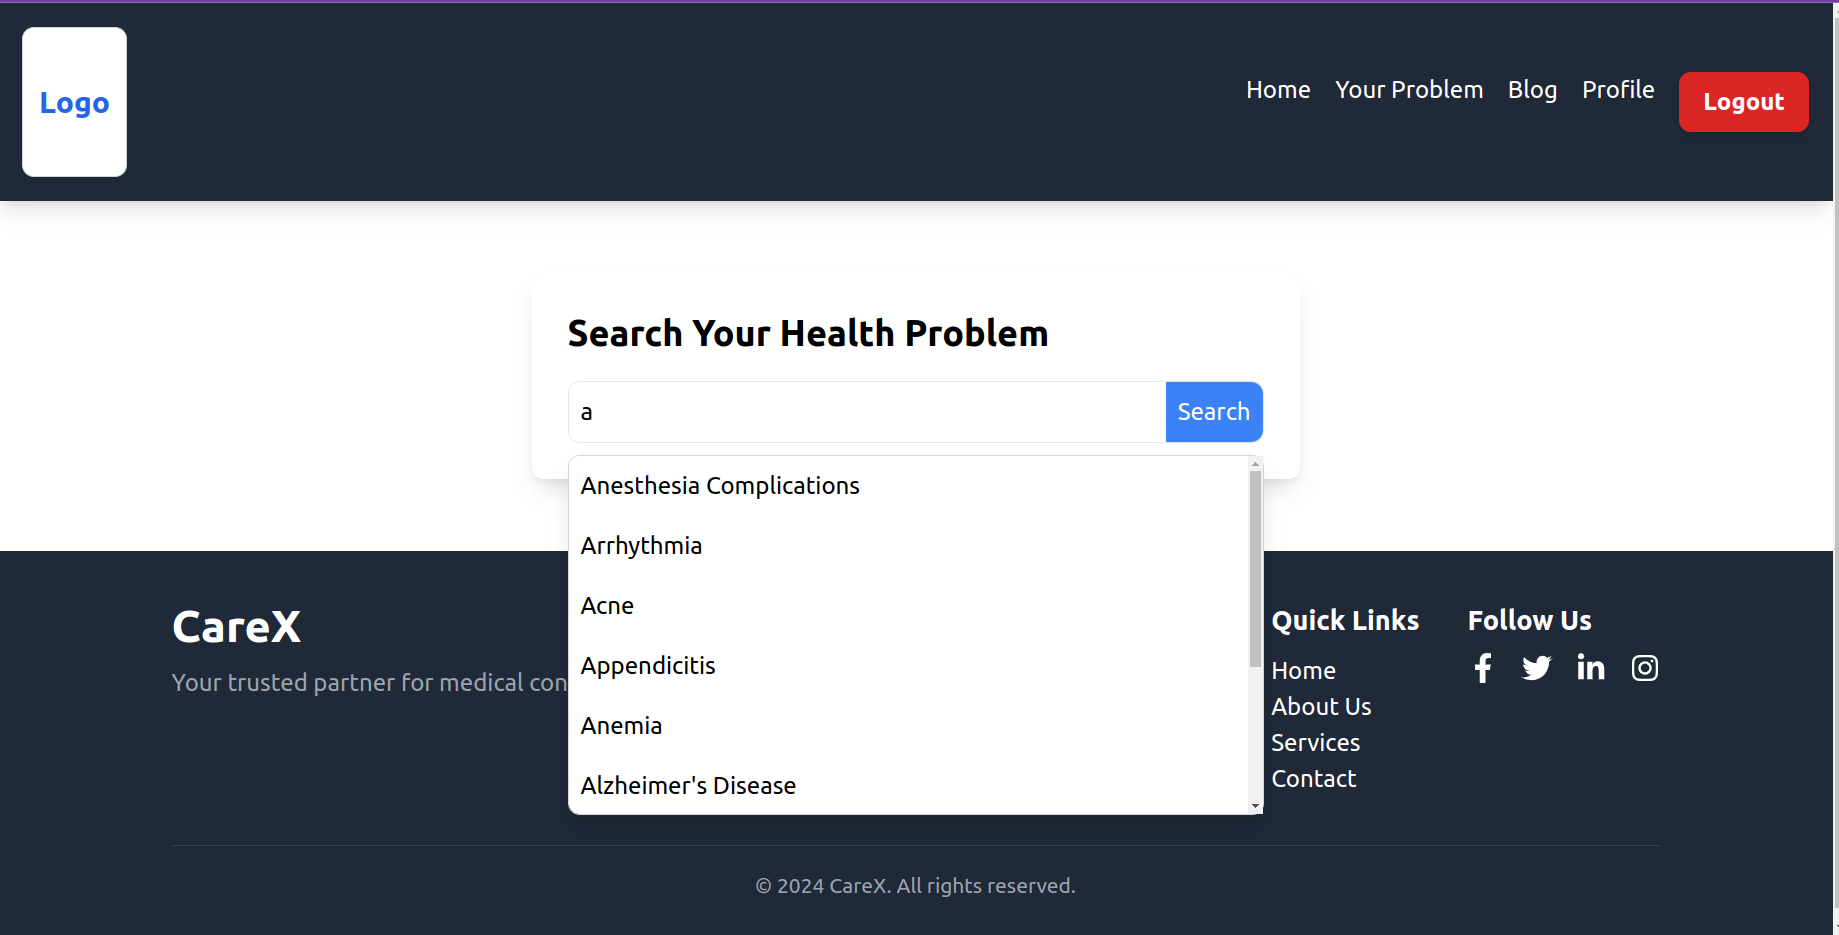 Logo
Home Your Problem Blog Profile Logout
Search Your Health Problem
a Search
Anesthesia Complications
Arrhythmia
Acne
Appendicitis
Anemia
Alzheimer's Disease
CareX
Your trusted partner for medical con
Quick Links
Home
About Us
Services
Contact
Follow Us
© 2024 CareX. All rights reserved.